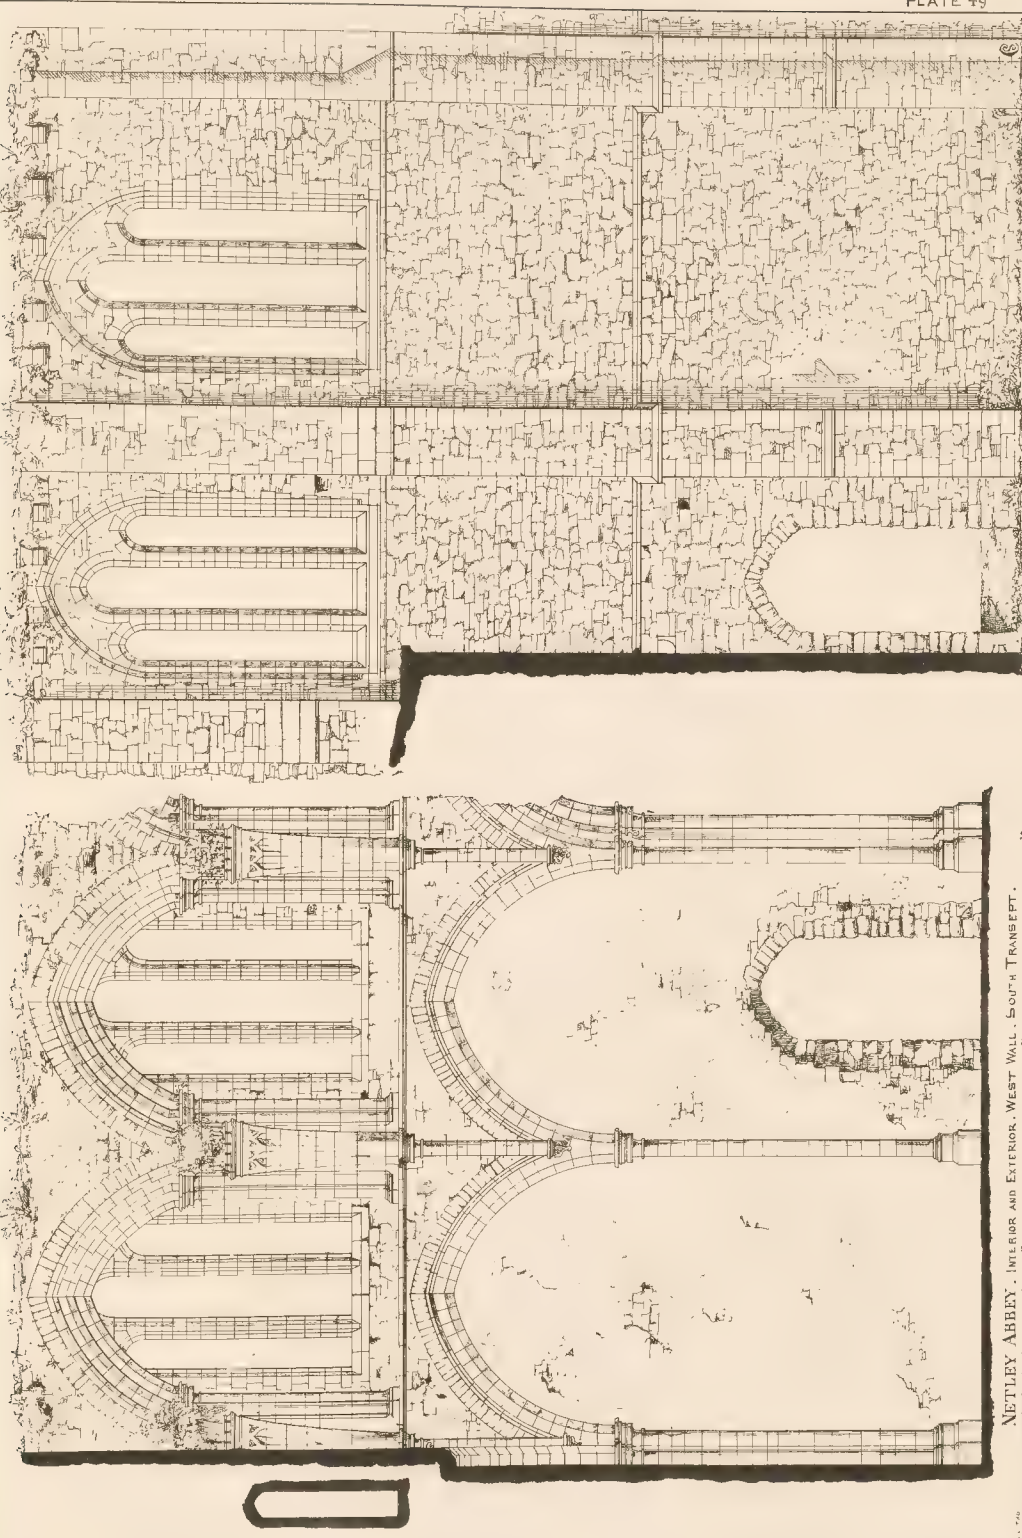 PLATE 49
NETLEY ABBEY. INTERIOR AND EXTERIOR. WEST WALL. SOUTH TRANSEPT.